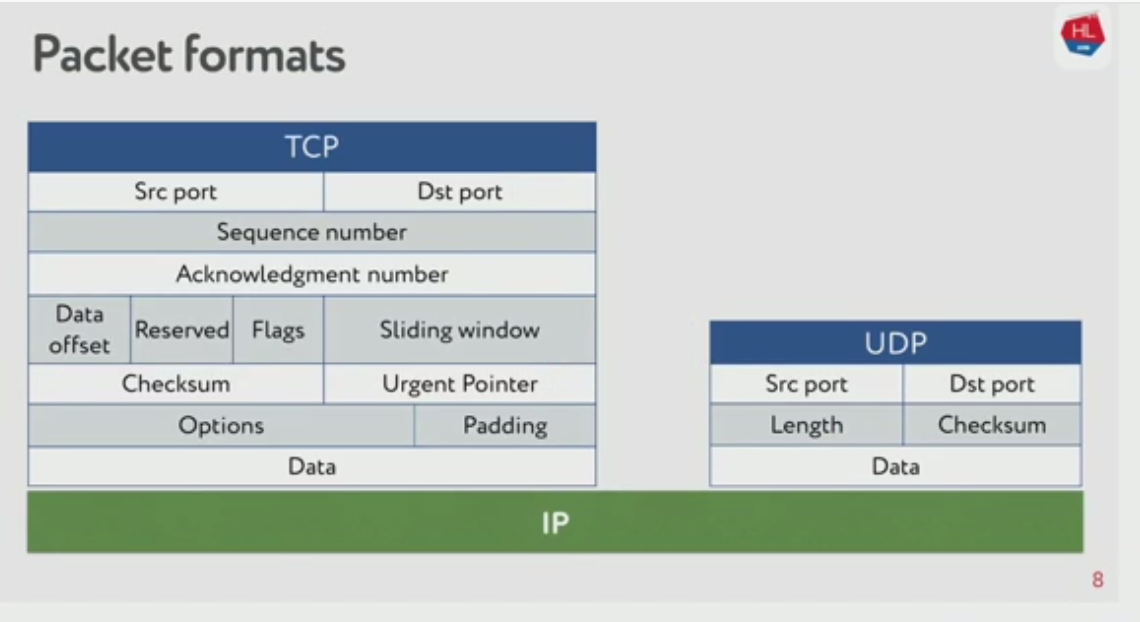 Packet formats
HL
TCP
Src port Dst port
Sequence number
Acknowledgment number
Data offset Reserved Flags Sliding window
Checksum Urgent Pointer
Options Padding
Data
UDP
Src port Dst port
Length Checksum
Data
IP
8